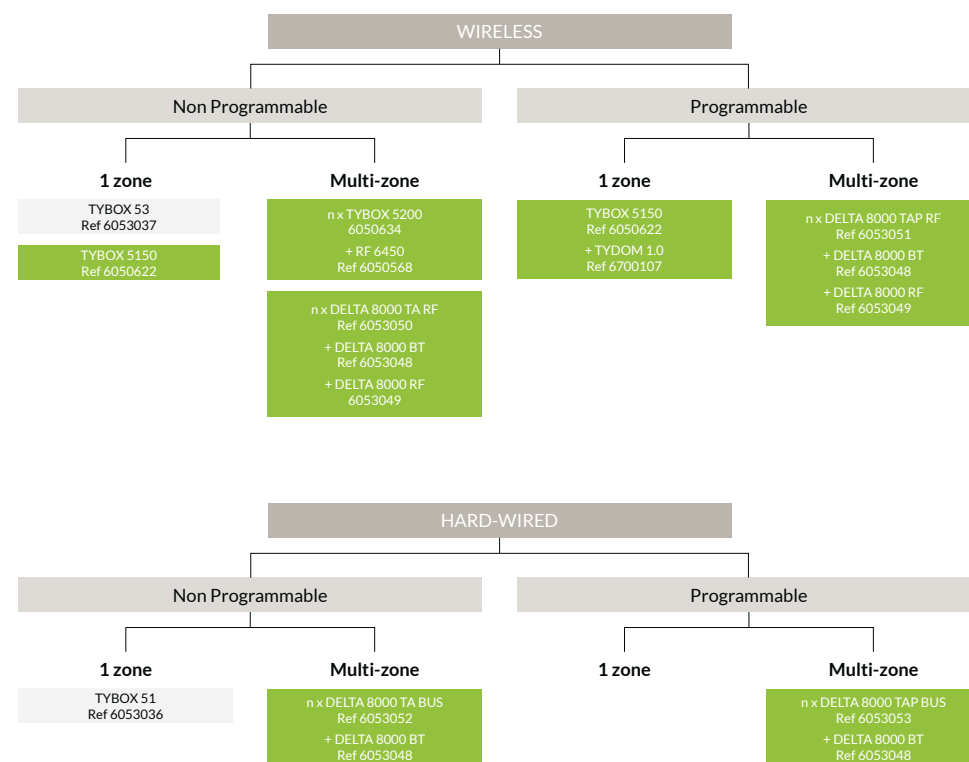 WIRELESS
Non Programmable
1 zone
TYBOX 53
Ref 6053037
TYBOX 5150
Ref 6050622
Multi-zone
n x TYBOX 5200
6050634
+ RF 6450
Ref 6050568
n x DELTA 8000 TA RF
Ref 6053050
+ DELTA 8000 BT
Ref 6053048
+ DELTA 8000 RF
6053049
Programmable
1 zone
TYBOX 5150
Ref 6050622
+ TYDOM 1.0
Ref 6700107
Multi-zone
n x DELTA 8000 TAP RF
Ref 6053051
+ DELTA 8000 BT
Ref 6053048
+ DELTA 8000 RF
Ref 6053049
HARD-WIRED
Non Programmable
1 zone
TYBOX 51
Ref 6053036
Multi-zone
n x DELTA 8000 TA BUS
Ref 6053052
+ DELTA 8000 BT
Ref 6053048
Programmable
1 zone
Multi-zone
n x DELTA 8000 TAP BUS
Ref 6053053
+ DELTA 8000 BT
Ref 6053048